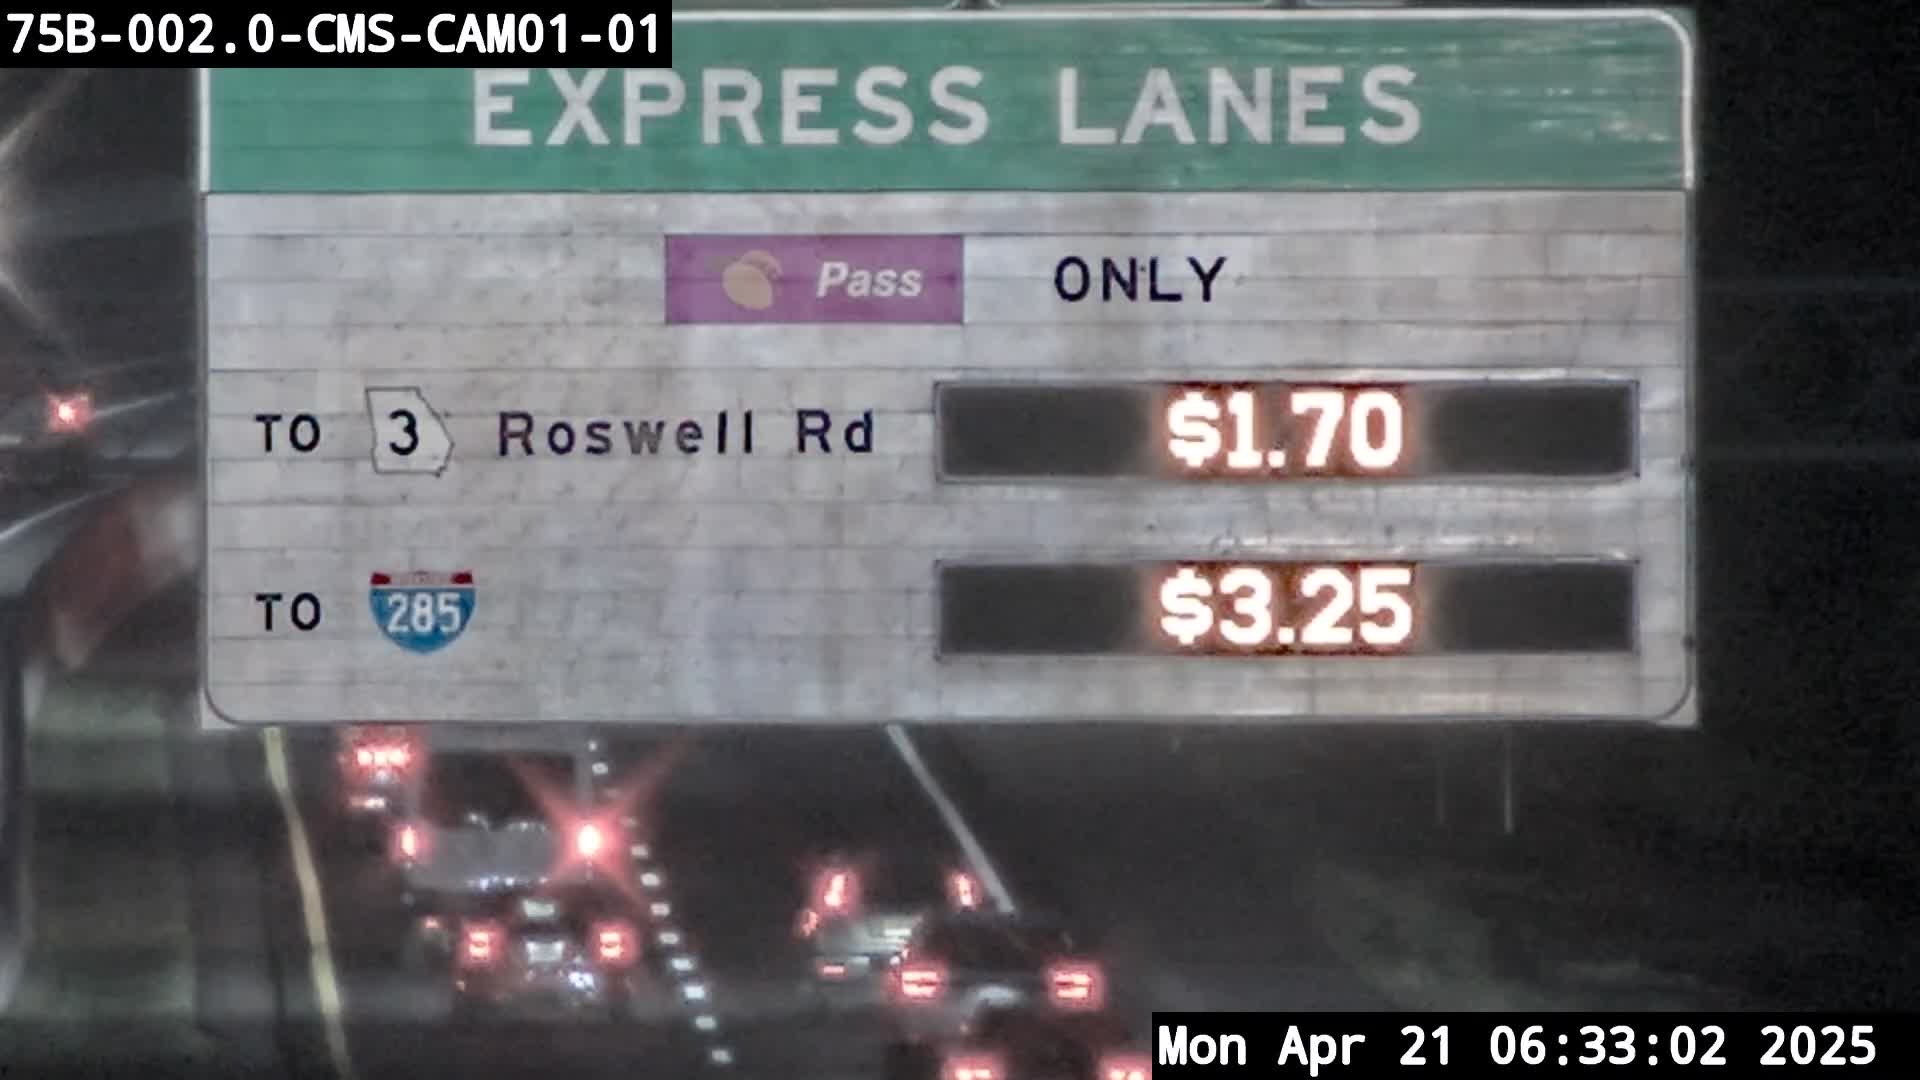 75B-002.0-CMS-CAM01-01
EXPRESS LANES
Pass ONLY
TO 3 Roswell Rd $1.70
TO 285 $3.25
Mon Apr 21 06:33:02 2025